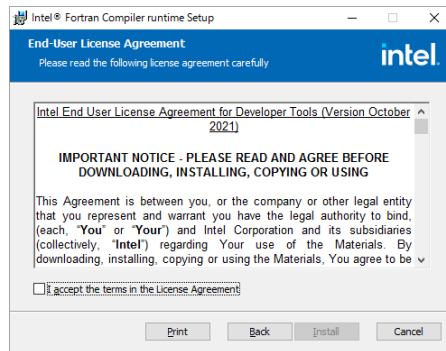 Intel® Fortran Compiler runtime Setup
End-User License Agreement
Please read the following license agreement carefully
intel.
Intel End User License Agreement for Developer Tools (Version October
2021)
IMPORTANT NOTICE - PLEASE READ AND AGREE BEFORE
DOWNLOADING, INSTALLING, COPYING OR USING
This Agreement is between you, or the company or other legal entity
that you represent and warrant you have the legal authority to bind,
(each, “You” or “Your”) and Intel Corporation and its subsidiaries
(collectively, “Intel”) regarding Your use of the Materials. By
downloading, installing, copying or using the Materials, You agree to be
I accept the terms in the License Agreement
Print Back Install Cancel